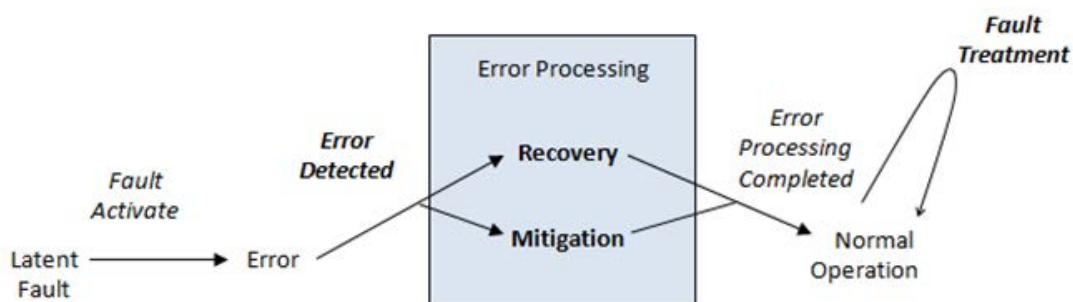 Fault
Treatment
Error Processing
Error
Detected
Recovery
Error
Processing
Completed
Fault
Activate
Mitigation
Latent
Fault
Error
Normal
Operation